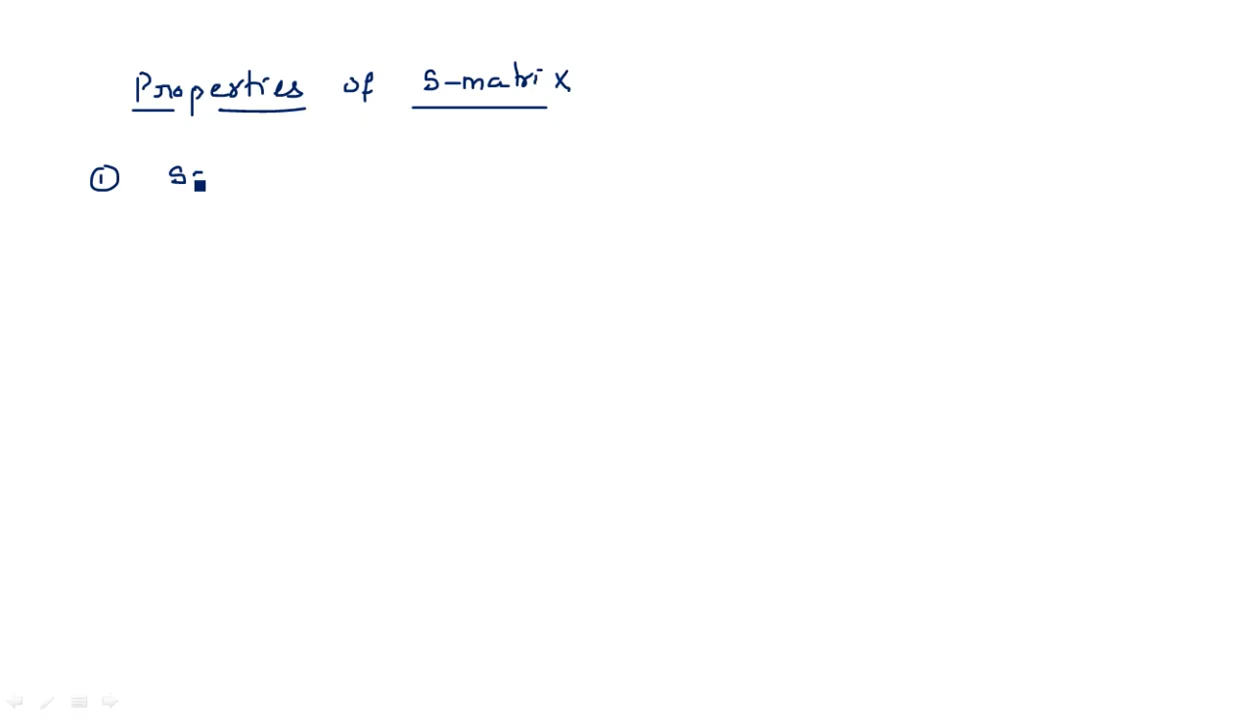 Properties of S-matrix
① S